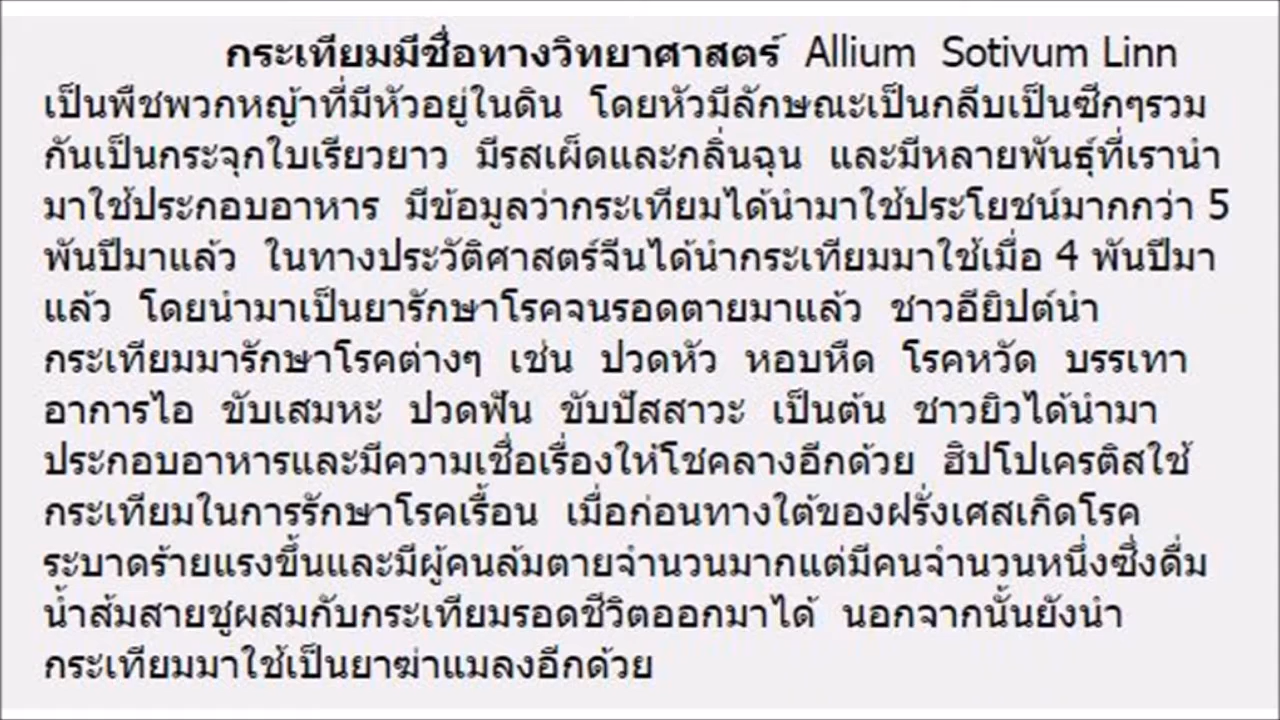 กระเทียมมีชื่อทางวิทยาศาสตร์ Allium Sotivum Linn
เป็นพืชพวกหญ้าที่มีหัวอยู่ในดิน โดยหัวมีลักษณะเป็นกลีบเป็นซีกๆรวม
กันเป็นกระจุกใบเรียวยาว มีรสเผ็ดและกลิ่นฉุน และมีหลายพันธุ์ที่เรานำ
มาใช้ประกอบอาหาร มีข้อมูลว่ากระเทียมได้นำมาใช้ประโยชน์มากกว่า 5
พันปีมาแล้ว ในทางประวัติศาสตร์จีนได้นำกระเทียมมาใช้เมื่อ 4 พันปีมา
แล้ว โดยนำมาเป็นยารักษาโรคจนรอดตายมาแล้ว ชาวอียิปต์นำ
กระเทียมมารักษาโรคต่างๆ เช่น ปวดหัว หอบหืด โรคหวัด บรรเทา
อาการไอ ขับเสมหะ ปวดฟัน ขับปัสสาวะ เป็นต้น ชาวยิวได้นำมา
ประกอบอาหารและมีความเชื่อเรื่องให้โชคลางอีกด้วย ฮิปโปเครติสใช้
กระเทียมในการรักษาโรคเรื้อน เมื่อก่อนทางใต้ของฝรั่งเศสเกิดโรค
ระบาดร้ายแรงขึ้นและมีผู้คนล้มตายจำนวนมากแต่มีคนจำนวนหนึ่งซึ่งดื่ม
น้ำส้มสายชูผสมกับกระเทียมรอดชีวิตออกมาได้ นอกจากนั้นยังนำ
กระเทียมมาใช้เป็นยาฆ่าแมลงอีกด้วย